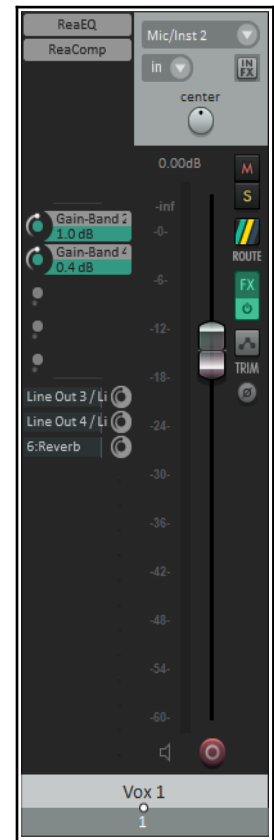 ReaEQ
ReaComp
Mic/Inst 2
in
IN
FX
center
0.00dB
M
S
ROUTE
FX
TRIM
Ø
-inf
-0-
-6-
-12-
-18-
-24-
-30-
-36-
-42-
-48-
-54-
-60-
Gain-Band 2
1.0 dB
Gain-Band 4
0.4 dB
Line Out 3 / Li
Line Out 4 / Li
6:Reverb
Vox 1
1